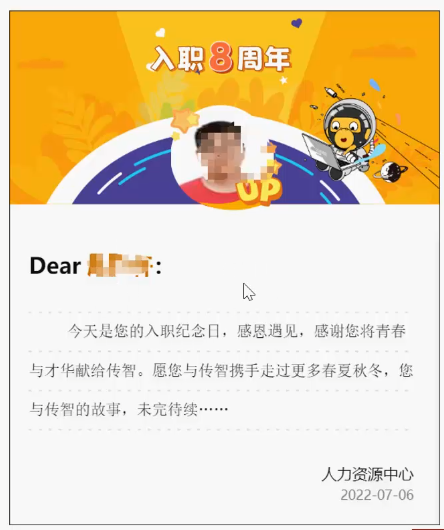 入职8周年
UP
Dear :
今天是您的入职纪念日，感恩遇见，感谢您将青春
与才华献给传智。愿您与传智携手走过更多春夏秋冬，您
与传智的故事，未完待续……
人力资源中心
2022-07-06